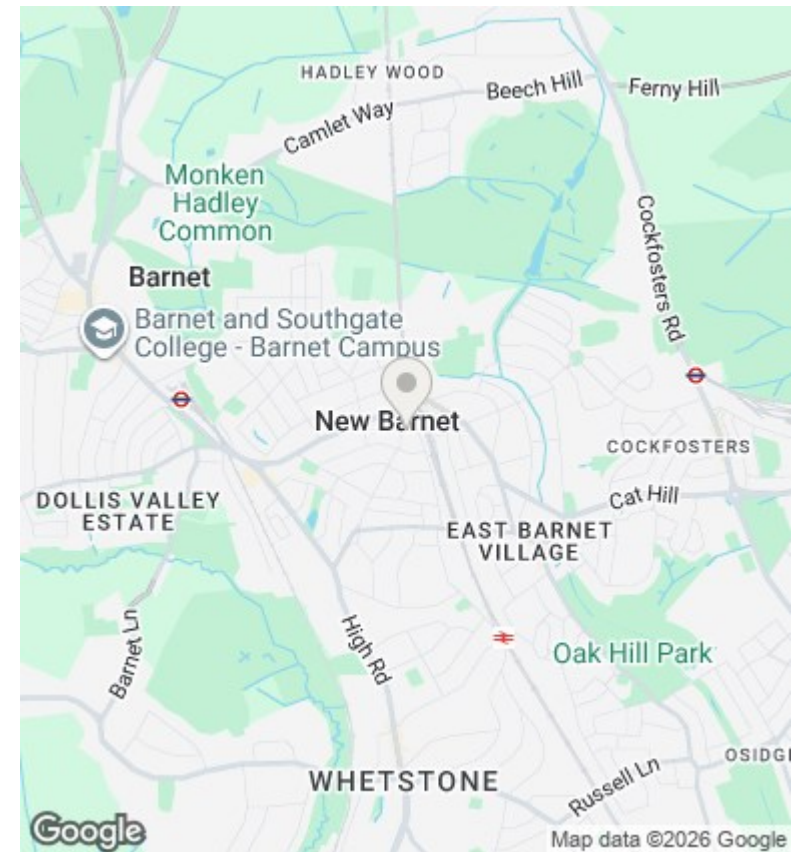 HADLEY WOOD
Beech Hill
Ferny Hill
Camlet Way
Monken
Hadley
Common
Cockfosters Rd
Barnet
Barnet and Southgate
College - Barnet Campus
New Barnet
COCKFOSTERS
DOLLIS VALLEY
ESTATE
Cat Hill
EAST BARNET
VILLAGE
Barnet Ln
High Rd
Oak Hill Park
OSIDGE
WHETSTONE
Russell Ln
Google
Map data ©2026 Google